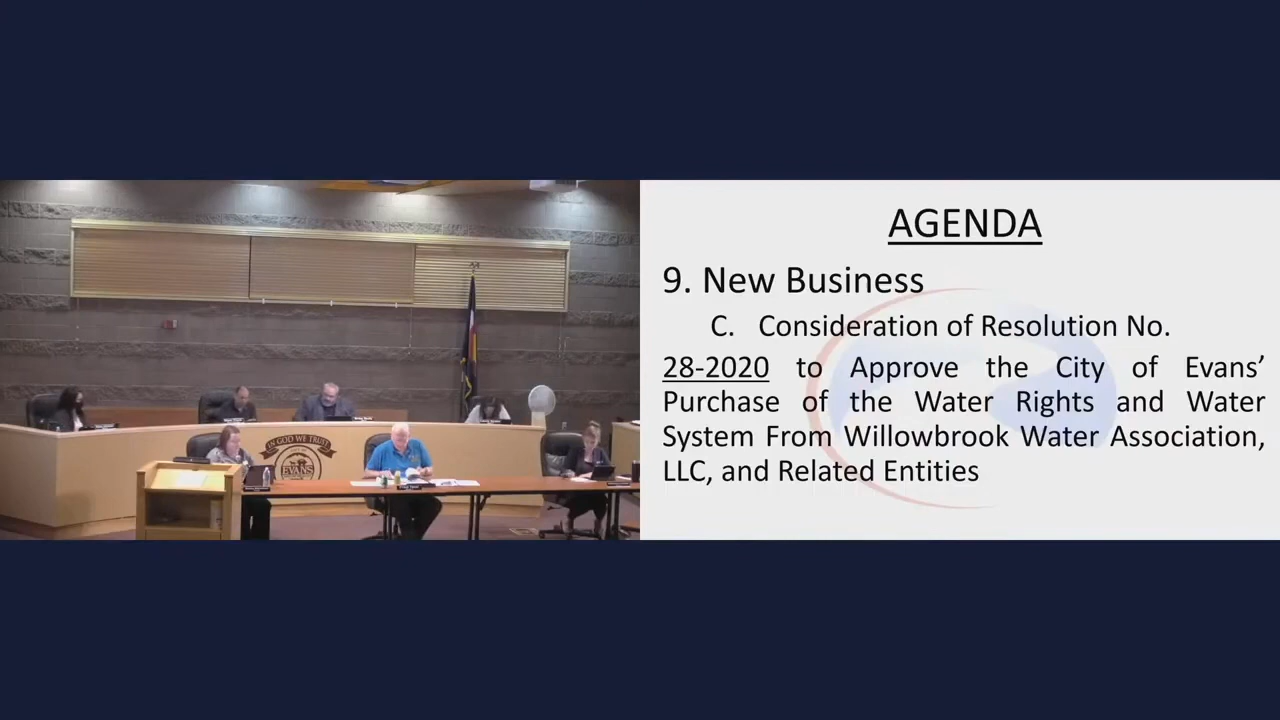 AGENDA
9. New Business
C. Consideration of Resolution No.
28-2020 to Approve the City of Evans’
Purchase of the Water Rights and Water
System From Willowbrook Water Association,
LLC, and Related Entities
IN GOD WE TRUST
EVANS